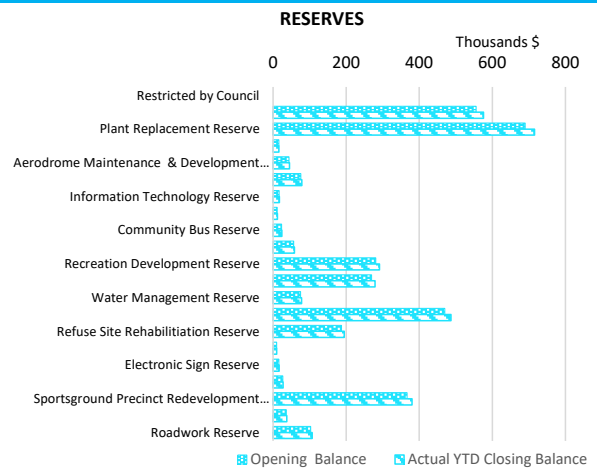 RESERVES
Thousands $
0 200 400 600 800
Restricted by Council
Plant Replacement Reserve
Aerodrome Maintenance & Development...
Information Technology Reserve
Community Bus Reserve
Recreation Development Reserve
Water Management Reserve
Refuse Site Rehabilitiation Reserve
Electronic Sign Reserve
Sportsground Precinct Redevelopment...
Roadwork Reserve
Opening Balance Actual YTD Closing Balance